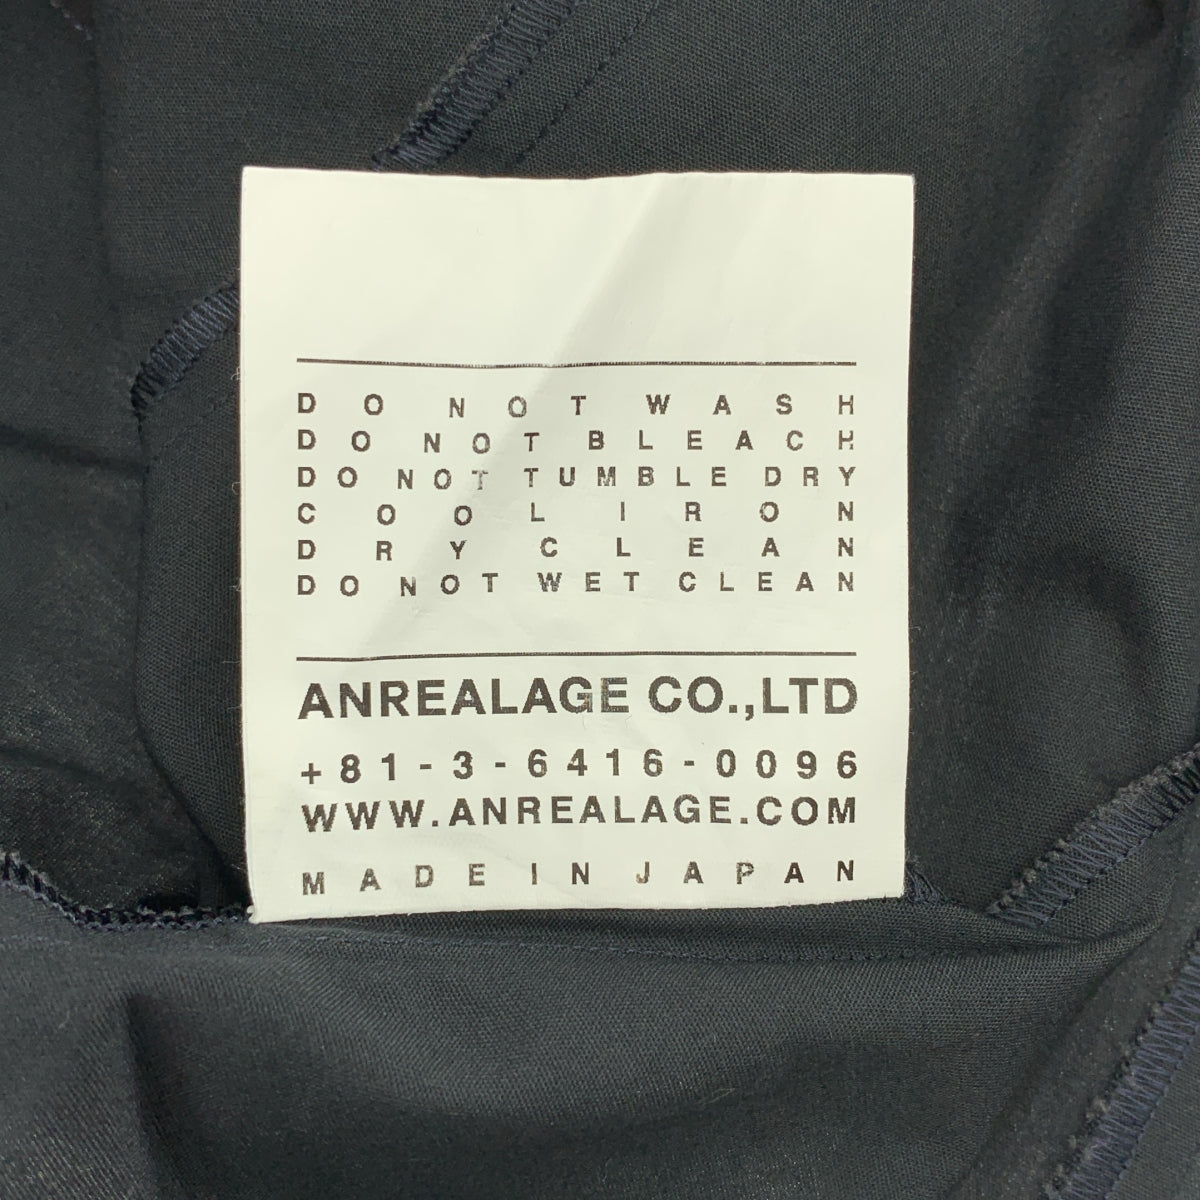 DO NOT WASH
DO NOT BLEACH
DO NOT TUMBLE DRY
COOL IRON
DRY CLEAN
DO NOT WET CLEAN
ANREALAGE CO.,LTD
+81-3-6416-0096
WWW.ANREALAGE.COM
MADE IN JAPAN